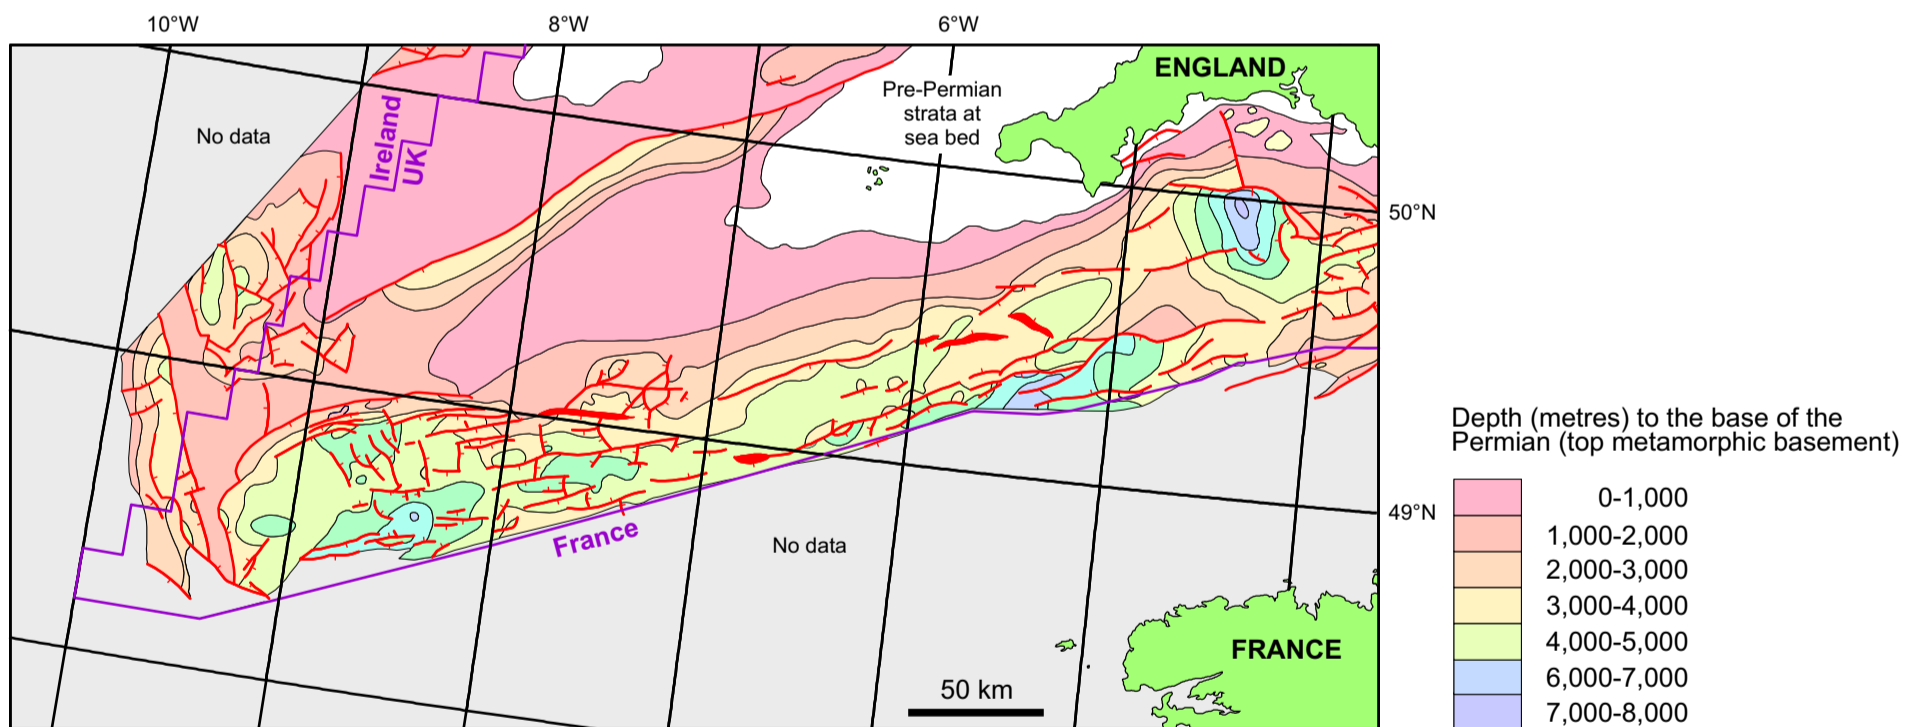 10°W
8°W
6°W
ENGLAND
Pre-Permian
strata at
sea bed
No data
Ireland
UK
50°N
Depth (metres) to the base of the
Permian (top metamorphic basement)
0-1,000
1,000-2,000
2,000-3,000
3,000-4,000
4,000-5,000
6,000-7,000
7,000-8,000
49°N
France
No data
FRANCE
50 km